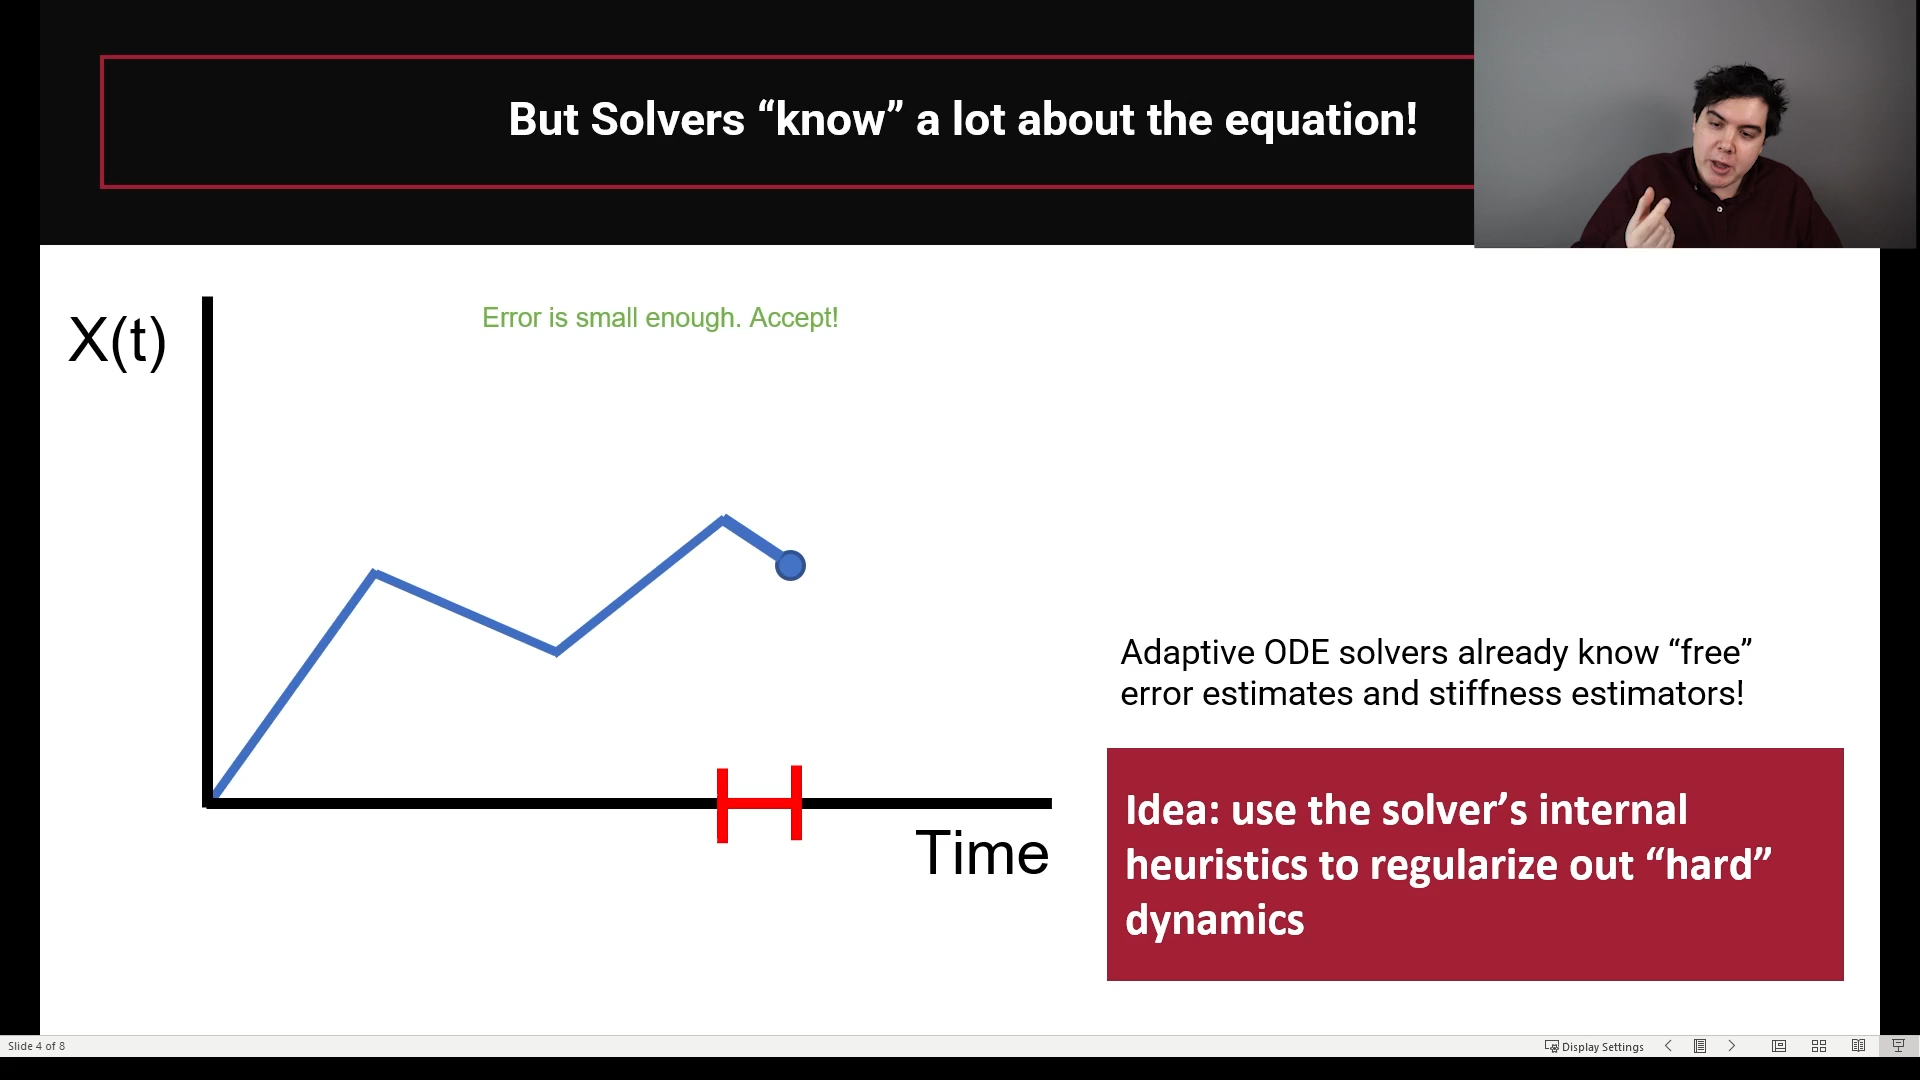 But Solvers “know” a lot about the equation!
X(t)
Error is small enough. Accept!
Adaptive ODE solvers already know “free”
error estimates and stiffness estimators!
Idea: use the solver’s internal
heuristics to regularize out “hard”
dynamics
Time
Slide 4 of 8
Display Settings